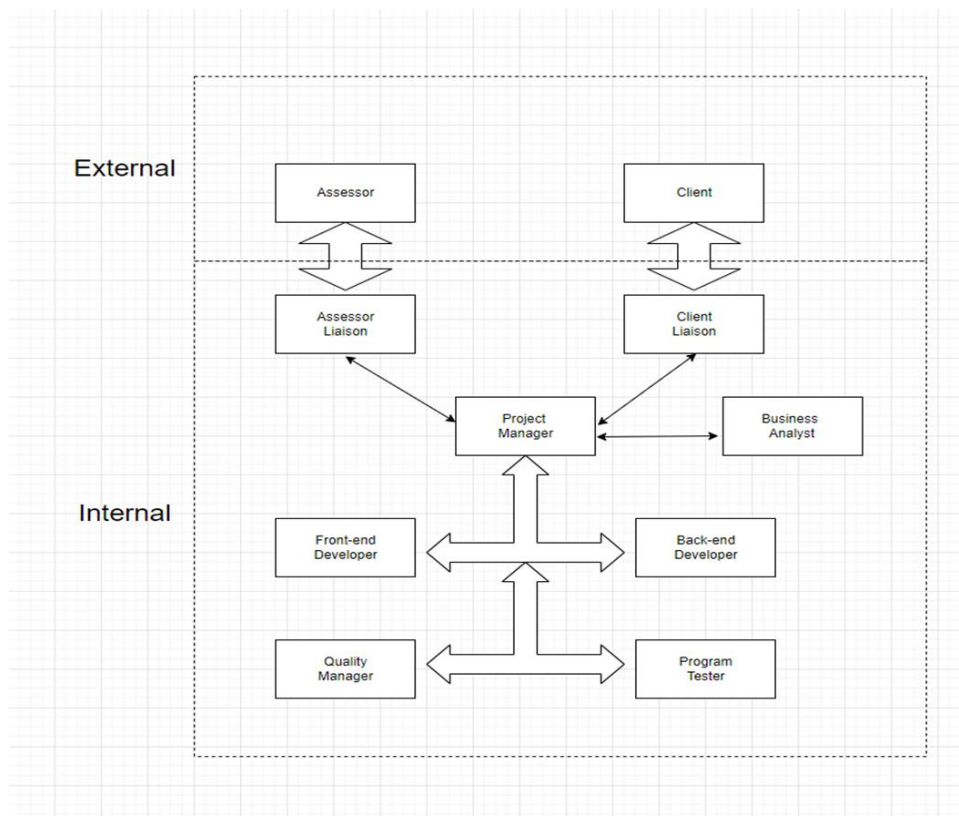 External
Assessor
Client
Assessor
Liaison
Client
Liaison
Project
Manager
Business
Analyst
Internal
Front-end
Developer
Back-end
Developer
Quality
Manager
Program
Tester